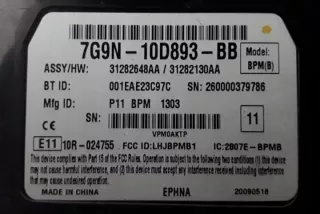 7G9N-10D893-BB
Model:
BPM(B)
ASSY/HW: 31282648AA / 31282130AA
BT ID: 001EAE23C97C SN: 260000379786
Mfg ID: P11 BPM 1303
SN:
11
VPM0AKTP
E11 10R-024755 FCC ID:LHJBPMB1 IC:2807E-BPMB
This device complies with Part 15 of the FCC Rules. Operation is subject to the following two conditions: (1) this device
may not cause harmful interference, and (2) this device must accept any interference received, including interference
that may cause undesired operation.
MADE IN EPHNA 20090518